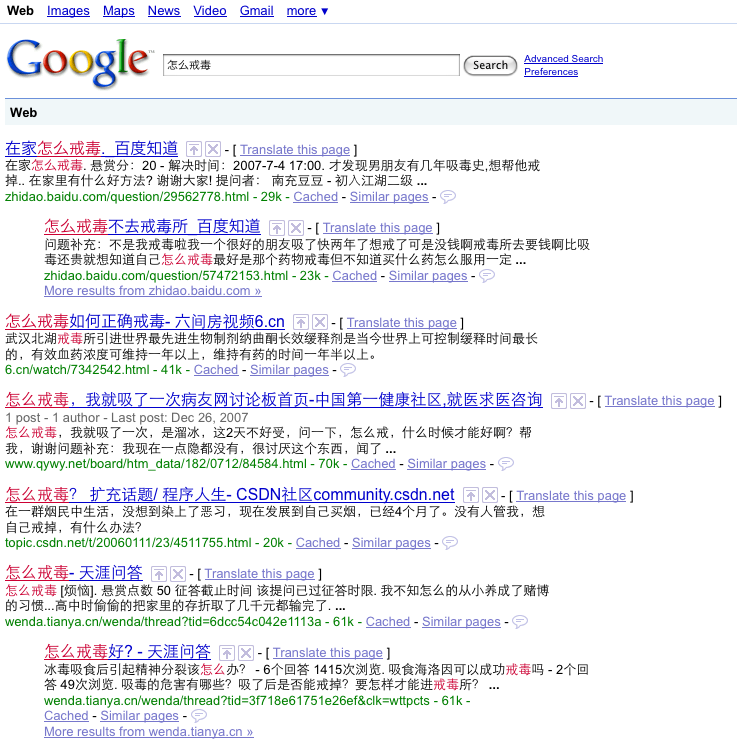 Web Images Maps News Video Gmail more ▼
Google™ 怎么戒毒 Search Advanced Search
Preferences
Web
在家怎么戒毒. _百度知道 - [ Translate this page ]
在家怎么戒毒. 悬赏分：20 - 解决时间：2007-7-4 17:00. 才发现男朋友有几年吸毒史,想帮他戒
掉.. 在家里有什么好方法? 谢谢大家! 提问者： 南充豆豆 - 初入江湖二级 ...
zhidao.baidu.com/question/29562778.html - 29k - Cached - Similar pages -
怎么戒毒不去戒毒所_百度知道 - [ Translate this page ]
问题补充：不是我戒毒啦我一个很好的朋友吸了快两年了想戒了可是没钱啊戒毒所去要钱啊比吸
毒还贵就想知道自己怎么戒毒最好是那个药物戒毒但不知道买什么药怎么服用一定 ...
zhidao.baidu.com/question/57472153.html - 23k - Cached - Similar pages -
More results from zhidao.baidu.com »
怎么戒毒如何正确戒毒- 六间房视频6.cn - [ Translate this page ]
武汉北湖戒毒所引进世界最先进生物制剂纳曲酮长效缓释剂是当今世界上可控制缓释时间最长
的，有效血药浓度可维持一年以上，维持有药的时间一年半以上。
6.cn/watch/7342542.html - 41k - Cached - Similar pages -
怎么戒毒，我就吸了一次病友网讨论板首页-中国第一健康社区,就医求医咨询 - [ Translate this page ]
1 post - 1 author - Last post: Dec 26, 2007
怎么戒毒，我就吸了一次，是溜冰，这2天不好受，问一下，怎么戒，什么时候才能好啊？帮
我，谢谢问题补充：我现在一点隐都没有，很讨厌这个东西，闻了 ...
www.qywy.net/board/htm_data/182/0712/84584.html - 70k - Cached - Similar pages -
怎么戒毒? 扩充话题/ 程序人生- CSDN社区community.csdn.net - [ Translate this page ]
在一群烟民中生活，没想到染上了恶习，现在发展到自己买烟，已经4个月了。没有人管我，想
自己戒掉，有什么办法?
topic.csdn.net/t/20060111/23/4511755.html - 20k - Cached - Similar pages -
怎么戒毒- 天涯问答 - [ Translate this page ]
怎么戒毒 [烦恼]. 悬赏点数 50 征答截止时间 该提问已过征答时限. 我不知怎么的从小养成了赌博
的习惯...高中时偷偷的把家里的存折取了几千元都输完了. ...
wenda.tianya.cn/wenda/thread?tid=6dcc54c042e1113a - 61k - Cached - Similar pages -
怎么戒毒好? - 天涯问答 - [ Translate this page ]
冰毒吸食后引起精神分裂该怎么办？ - 6个回答 1415次浏览. 吸食海洛因可以成功戒毒吗 - 2个回
答 49次浏览. 吸毒的危害有哪些？吸了后是否能戒掉？要怎样才能进戒毒所？ ...
wenda.tianya.cn/wenda/thread?tid=3f718e61751e26ef&clk=wttpcts - 61k -
Cached - Similar pages -
More results from wenda.tianya.cn »